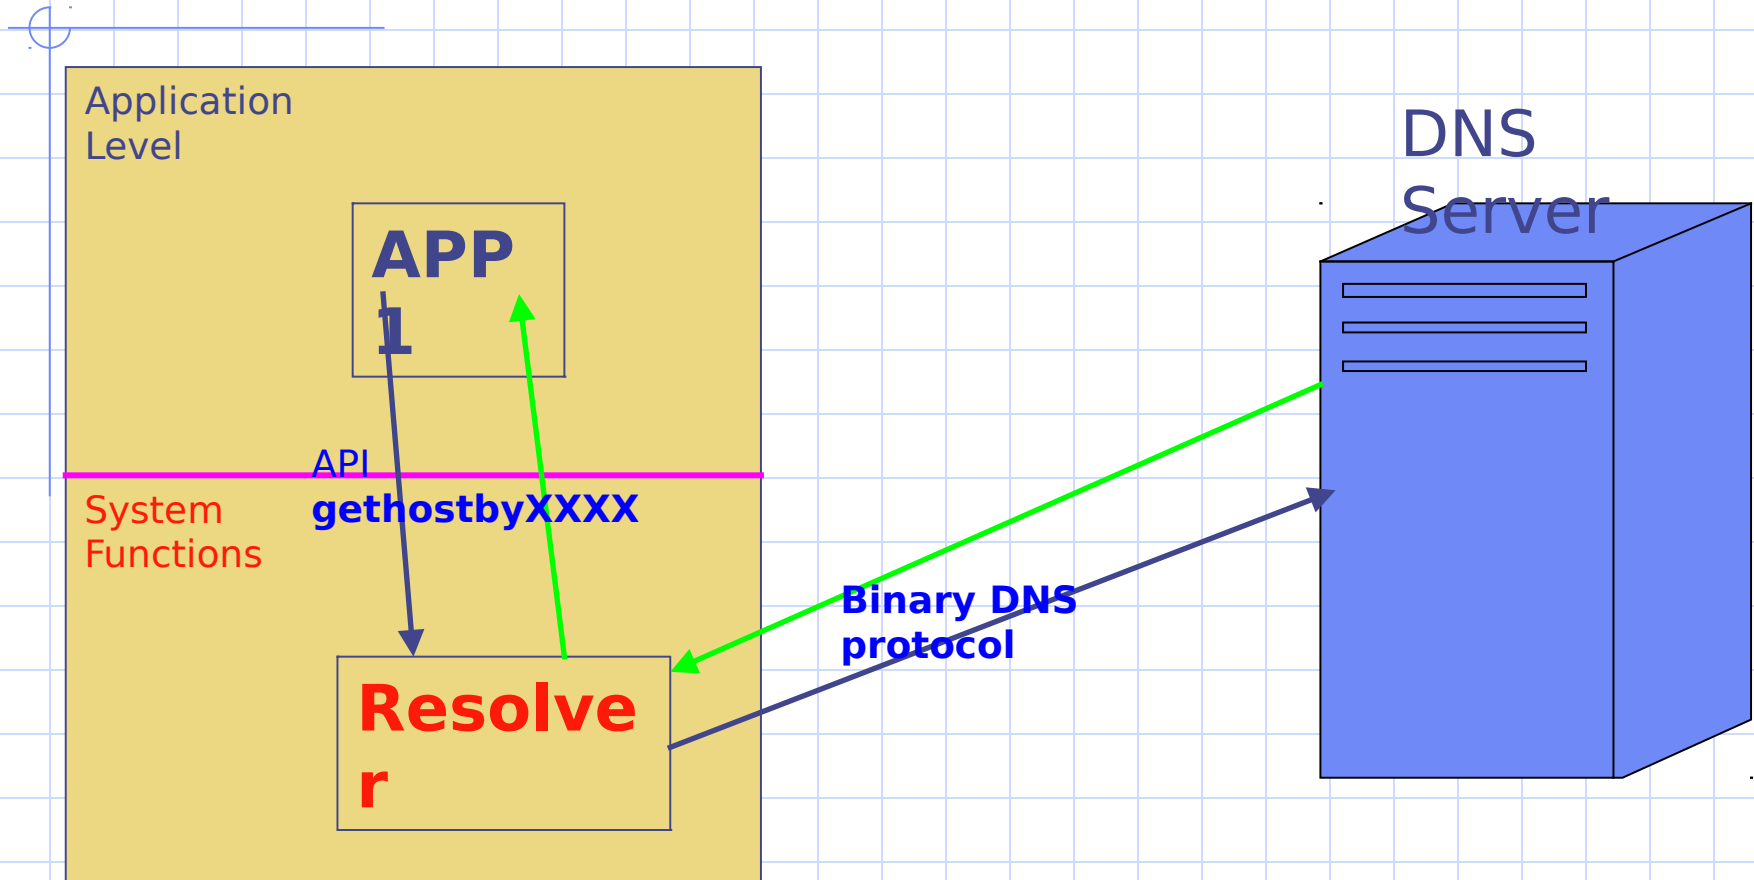 Application
Level
DNS
Server
APP
1
API
gethostbyXXXX
System
Functions
Binary DNS
protocol
Resolve
r